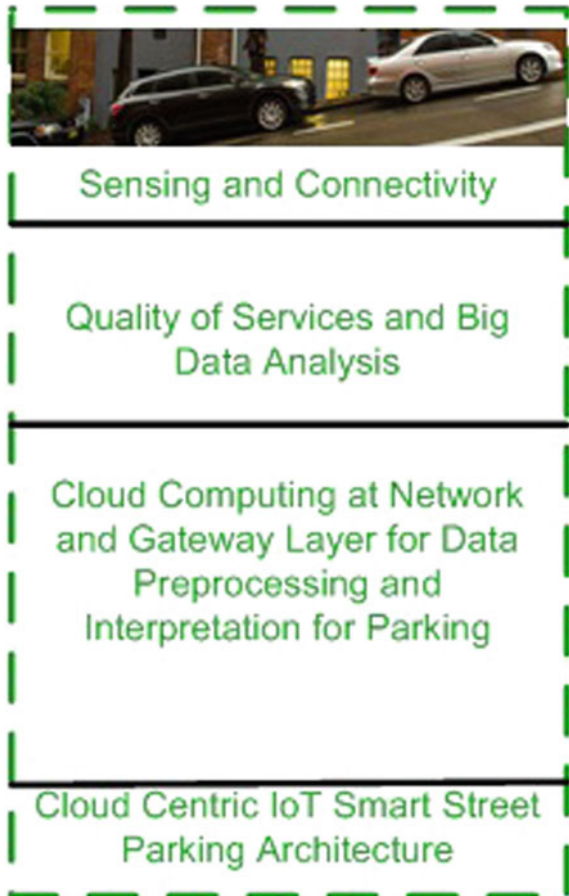 Sensing and Connectivity
Quality of Services and Big
Data Analysis
Cloud Computing at Network
and Gateway Layer for Data
Preprocessing and
Interpretation for Parking
Cloud Centric IoT Smart Street
Parking Architecture